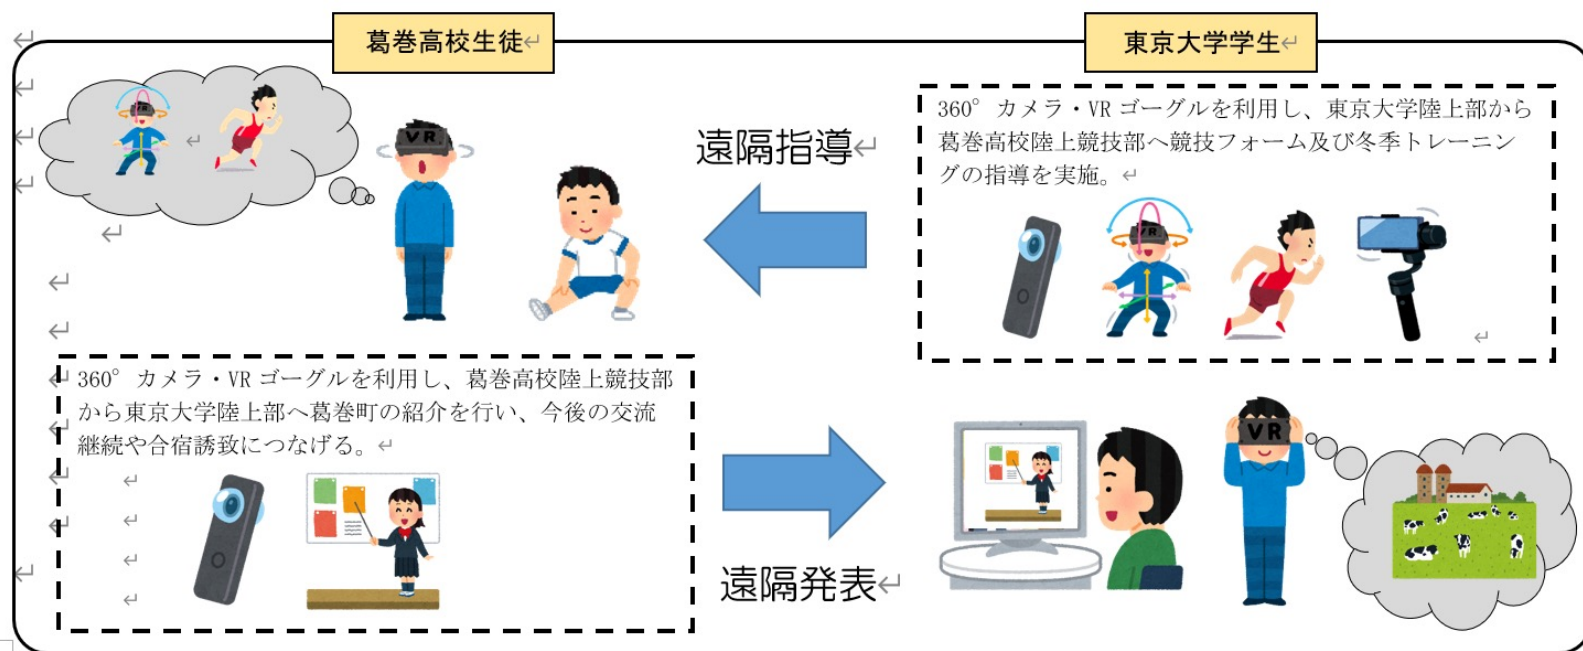 葛巻高校生徒
東京大学学生
遠隔指導
360° カメラ・VR ゴーグルを利用し、東京大学陸上部から
葛巻高校陸上競技部へ競技フォーム及び冬季トレーニン
グの指導を実施。
VR
VR
360° カメラ・VR ゴーグルを利用し、葛巻高校陸上競技部
から東京大学陸上部へ葛巻町の紹介を行い、今後の交流
継続や合宿誘致につなげる。
遠隔発表
VR